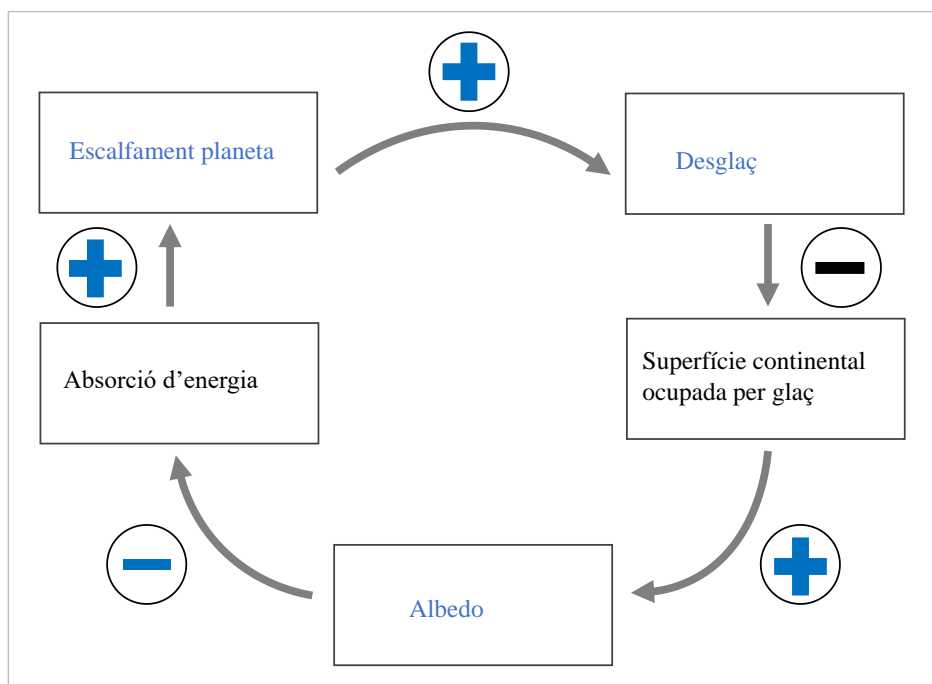 Escalfament planeta
Desglaç
Absorció d’energia
Superfície continental
ocupada per glaç
Albedo